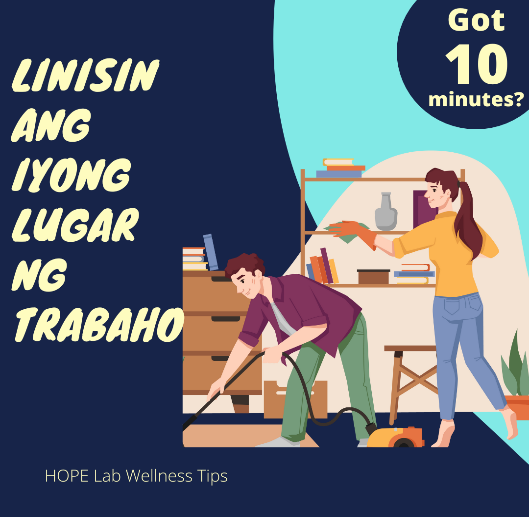 Got
10
minutes?
LINISIN
ANG
IYONG
LUGAR
NG
TRABAHO
HOPE Lab Wellness Tips